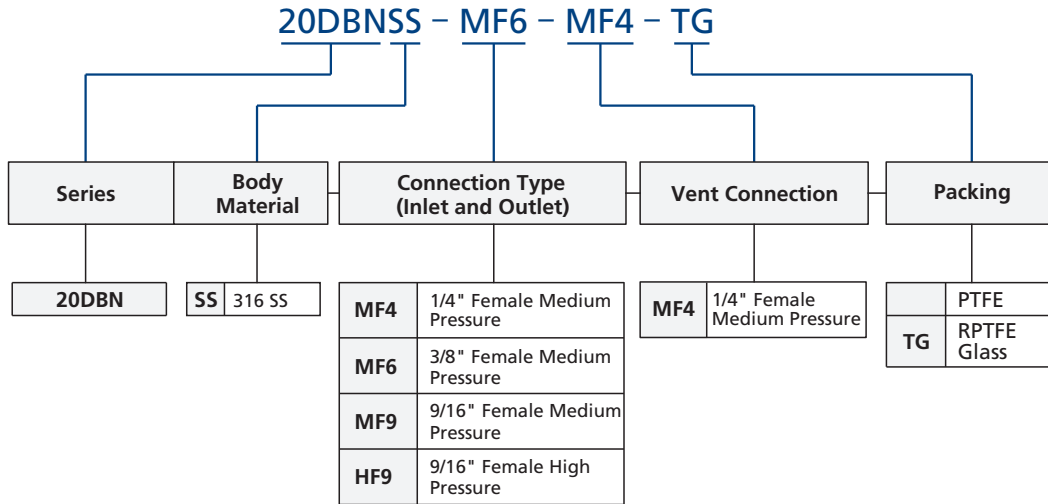 20DBNSS – MF6 – MF4 – TG
Series
Body
Material
Connection Type
(Inlet and Outlet)
Vent Connection
Packing
20DBN
SS 316 SS
MF4 1/4" Female Medium
Pressure
MF6 3/8" Female Medium
Pressure
MF9 9/16" Female Medium
Pressure
HF9 9/16" Female High
Pressure
MF4 1/4" Female
Medium Pressure
PTFE
TG RPTFE
Glass